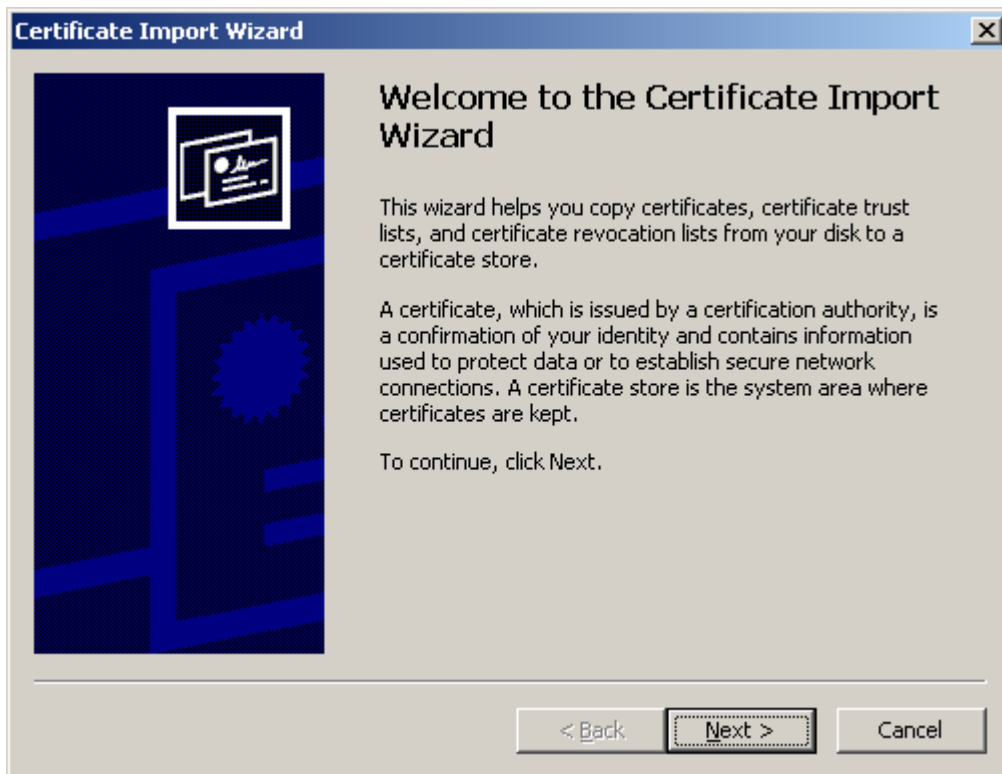 Certificate Import Wizard
Welcome to the Certificate Import
Wizard
This wizard helps you copy certificates, certificate trust
lists, and certificate revocation lists from your disk to a
certificate store.
A certificate, which is issued by a certification authority, is
a confirmation of your identity and contains information
used to protect data or to establish secure network
connections. A certificate store is the system area where
certificates are kept.
To continue, click Next.
< Back
Next >
Cancel